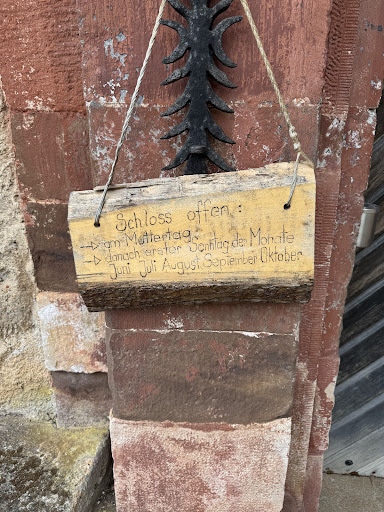 Schloss offen:
→ am Muttertag:
→ danach erster Sonntag der Monate
Juni Juli August September Oktober